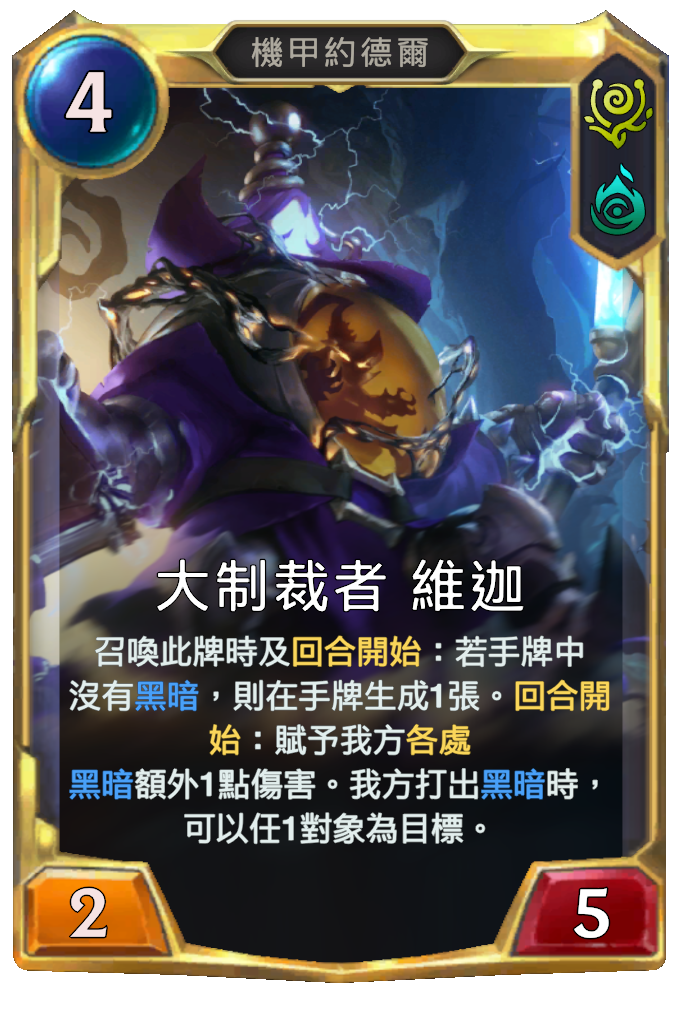 機甲約德爾
4
大制裁者 維迦
召喚此牌時及回合開始：若手牌中
沒有黑暗，則在手牌生成1張。回合開
始：賦予我方各處
黑暗額外1點傷害。我方打出黑暗時，
可以任1對象為目標。
2
5